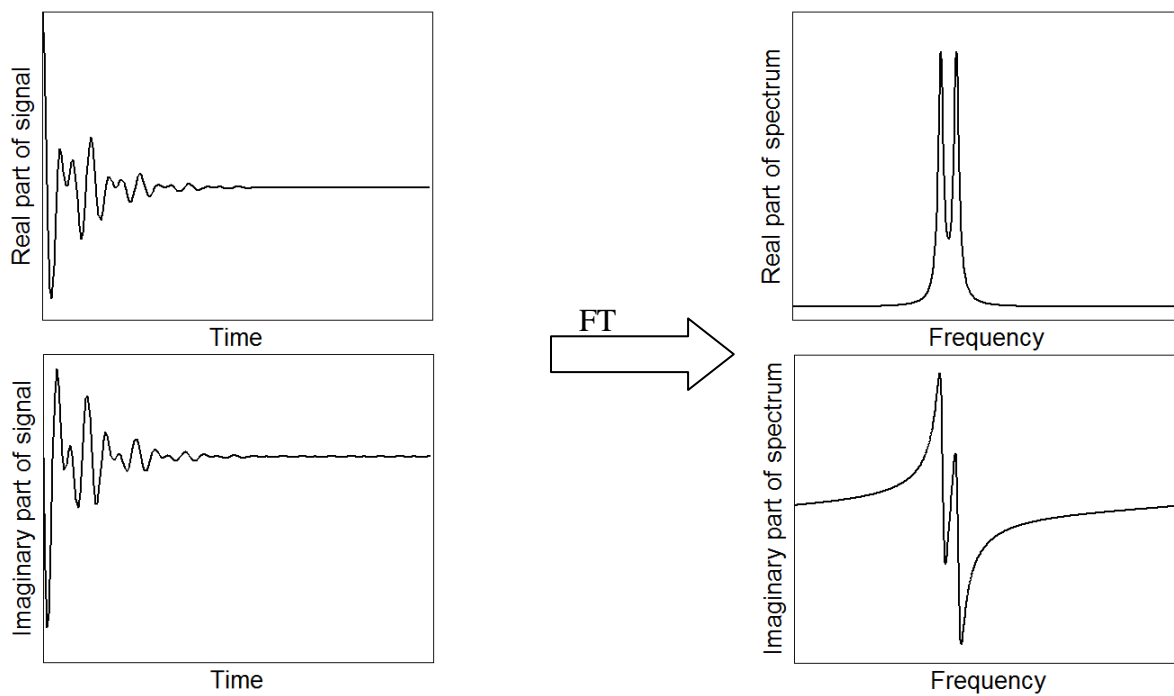 Real part of signal
Time
Imaginary part of signal
Time
FT
Real part of spectrum
Frequency
Imaginary part of spectrum
Frequency